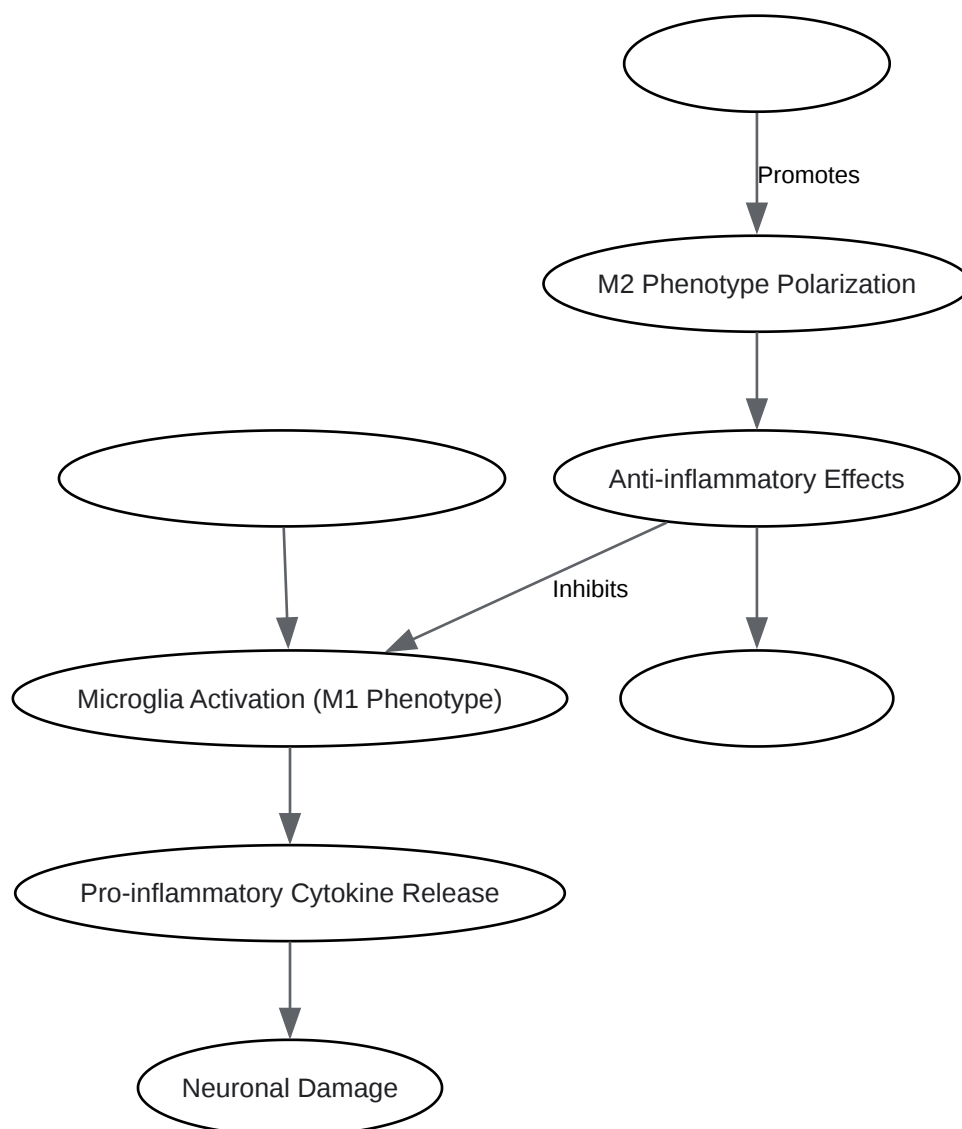 Promotes
M2 Phenotype Polarization
Anti-inflammatory Effects
Inhibits
Microglia Activation (M1 Phenotype)
Pro-inflammatory Cytokine Release
Neuronal Damage